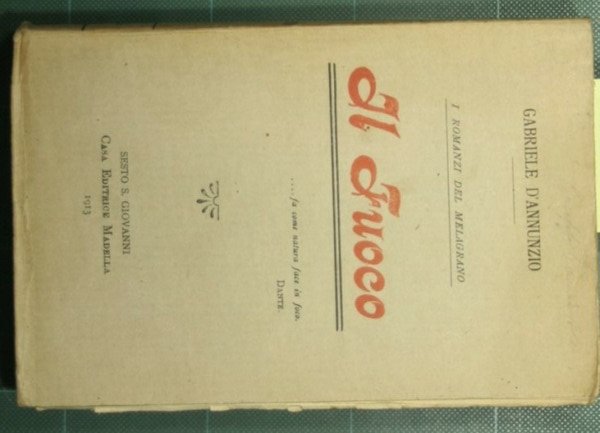 GABRIELE D'ANNUNZIO
I ROMANZI DEL MELAGRANO
Il Fuoco
....fa come natura face in foco.
DANTE.
SESTO S. GIOVANNI
CASA EDITRICE MADELLA
1913